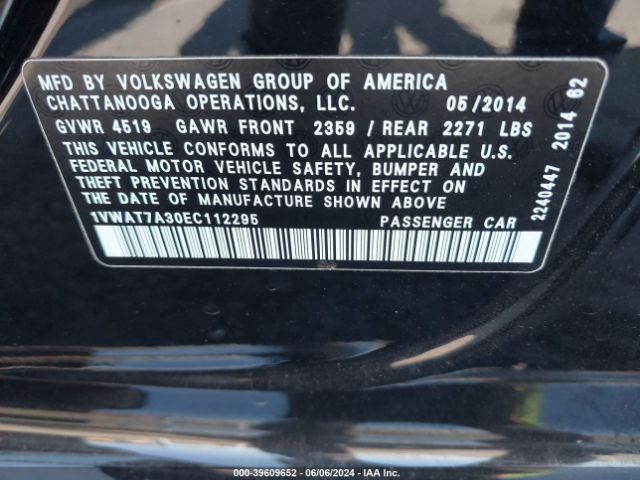 MFD BY VOLKSWAGEN GROUP OF AMERICA
CHATTANOOGA OPERATIONS, LLC. 05/2014
GVWR 4519 GAWR FRONT 2359 / REAR 2271 LBS
THIS VEHICLE CONFORMS TO ALL APPLICABLE U.S.
FEDERAL MOTOR VEHICLE SAFETY, BUMPER AND
THEFT PREVENTION STANDARDS IN EFFECT ON
THE DATE OF MANUFACTURE SHOWN ABOVE
1VWAT7A30EC112295 PASSENGER CAR
2240447 2014 62
000-39609652 - 06/06/2024 - IAA Inc.